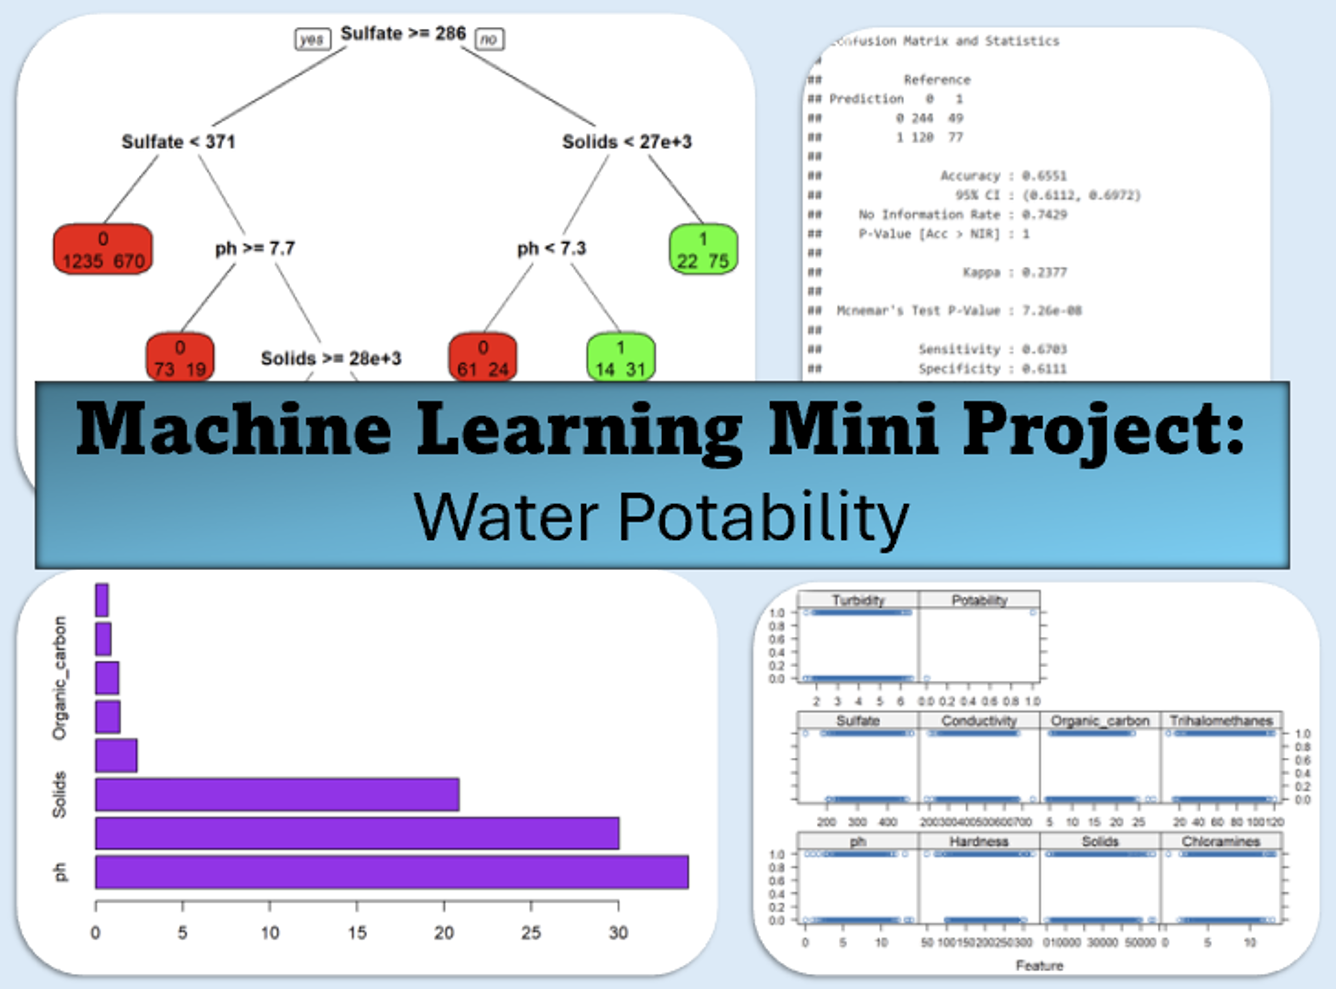 yes Sulfate >= 286 no
Sulfate < 371
Solids < 27e+3
0
1235 670
ph >= 7.7
ph < 7.3
1
22 75
0
73 19
Solids >= 28e+3
0
61 24
1
14 31
Confusion Matrix and Statistics
##
## Reference
## Prediction 0 1
## 0 244 49
## 1 120 77
##
## Accuracy : 0.6551
## 95% CI : (0.6112, 0.6972)
## No Information Rate : 0.7429
## P-Value [Acc > NIR] : 1
##
## Kappa : 0.2377
##
## Mcnemar's Test P-Value : 7.26e-08
##
## Sensitivity : 0.6703
## Specificity : 0.6111
Machine Learning Mini Project:
Water Potability
Organic_carbon
Solids
ph
0 5 10 15 20 25 30
Turbidity Potability
1.0
0.8
0.6
0.4
0.2
0.0
2 3 4 5 6 0.0 0.2 0.4 0.6 0.8 1.0
Sulfate Conductivity Organic_carbon Trihalomethanes
1.0
0.8
0.6
0.4
0.2
0.0
200 300 400 200300400500600700 5 10 15 20 25 20 40 60 80 100120
ph Hardness Solids Chloramines
1.0
0.8
0.6
0.4
0.2
0.0
0 5 10 50 100150200250300 010000 30000 50000 0 5 10
Feature